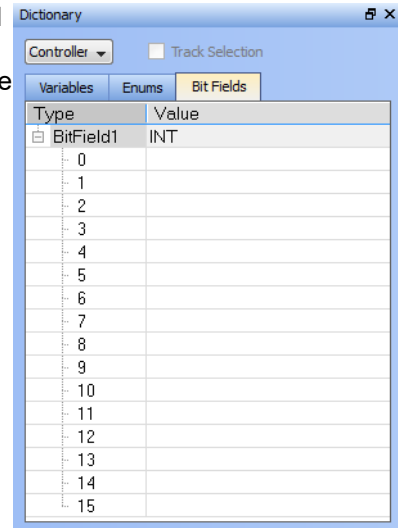 Dictionary
Controller
Track Selection
e
Variables Enums Bit Fields
Type Value
BitField1 INT
0
1
2
3
4
5
6
7
8
9
10
11
12
13
14
15